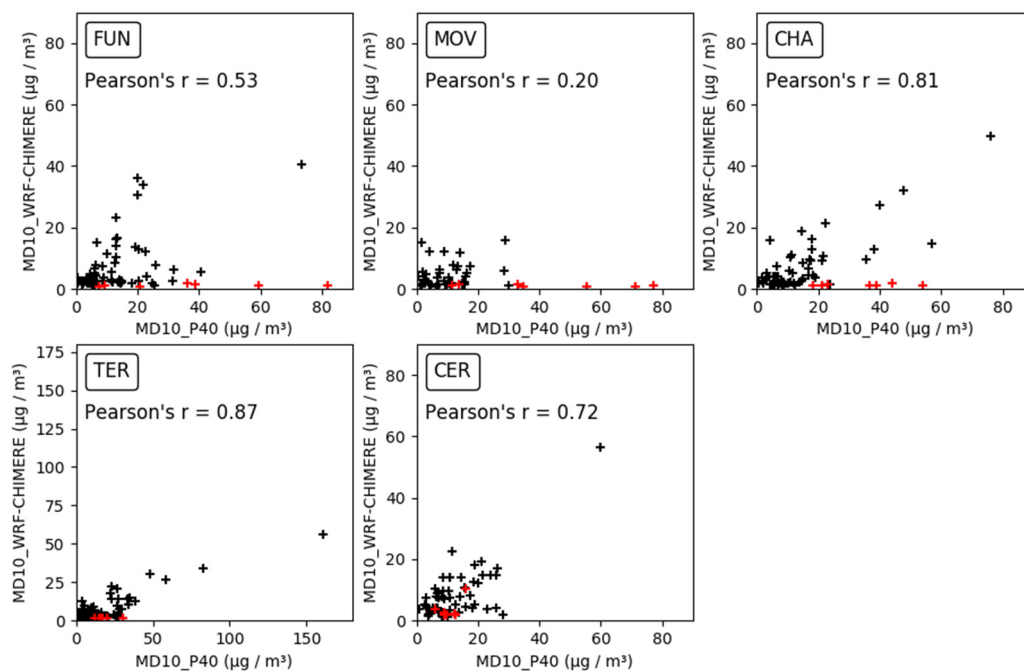 FUN
Pearson's r = 0.53
MD10_WRF-CHIMERE (µg / m³)
80
60
40
20
0
0 20 40 60 80
MD10_P40 (µg / m³)
MOV
Pearson's r = 0.20
MD10_WRF-CHIMERE (µg / m³)
80
60
40
20
0
0 20 40 60 80
MD10_P40 (µg / m³)
CHA
Pearson's r = 0.81
MD10_WRF-CHIMERE (µg / m³)
80
60
40
20
0
0 20 40 60 80
MD10_P40 (µg / m³)
TER
Pearson's r = 0.87
MD10_WRF-CHIMERE (µg / m³)
175
150
125
100
75
50
25
0
0 50 100 150
MD10_P40 (µg / m³)
CER
Pearson's r = 0.72
MD10_WRF-CHIMERE (µg / m³)
80
60
40
20
0
0 20 40 60 80
MD10_P40 (µg / m³)